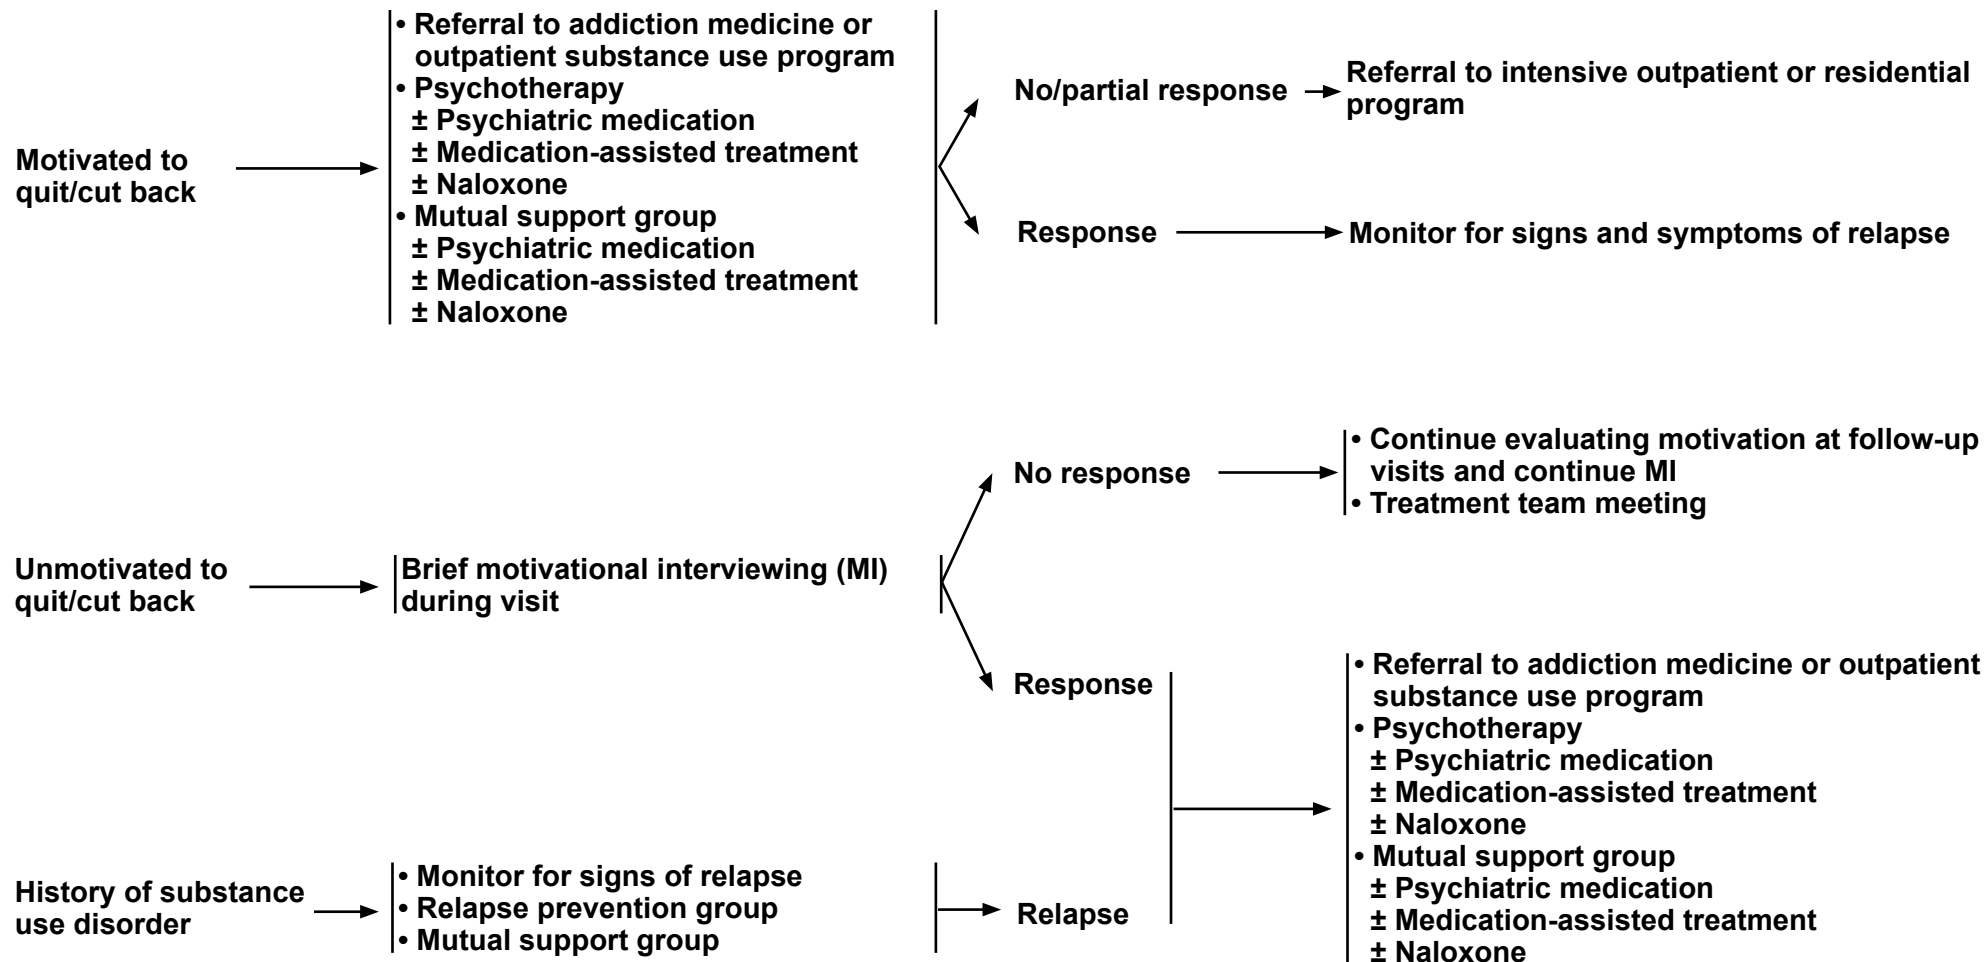 Motivated to
quit/cut back
• Referral to addiction medicine or
outpatient substance use program
• Psychotherapy
± Psychiatric medication
± Medication-assisted treatment
± Naloxone
• Mutual support group
± Psychiatric medication
± Medication-assisted treatment
± Naloxone
No/partial response
Referral to intensive outpatient or residential
program
Response
Monitor for signs and symptoms of relapse
Unmotivated to
quit/cut back
Brief motivational interviewing (MI)
during visit
No response
• Continue evaluating motivation at follow-up
visits and continue MI
• Treatment team meeting
Response
History of substance
use disorder
• Monitor for signs of relapse
• Relapse prevention group
• Mutual support group
Relapse
• Referral to addiction medicine or outpatient
substance use program
• Psychotherapy
± Psychiatric medication
± Medication-assisted treatment
± Naloxone
• Mutual support group
± Psychiatric medication
± Medication-assisted treatment
± Naloxone